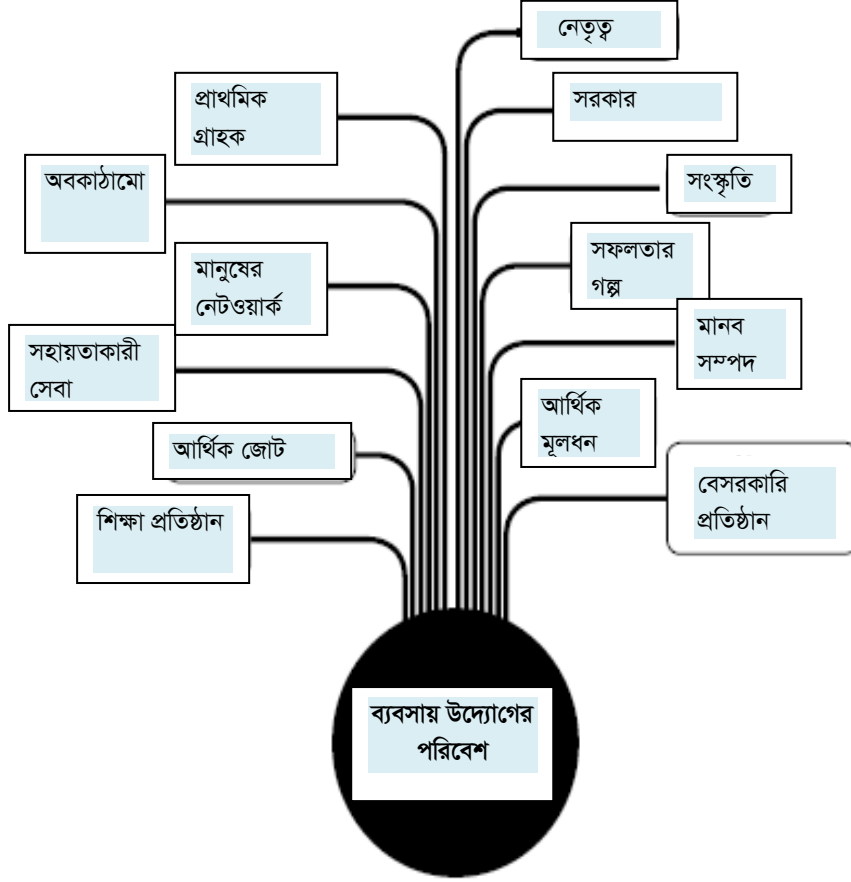 নেতৃত্ব
প্রাথমিক
গ্রাহক
সরকার
অবকাঠামো
সংস্কৃতি
মানুষের
নেটওয়ার্ক
সফলতার
গল্প
সহায়তাকারী
সেবা
মানব
সম্পদ
আর্থিক জোট
আর্থিক
মূলধন
শিক্ষা প্রতিষ্ঠান
বেসরকারি
প্রতিষ্ঠান
ব্যবসায় উদ্যোগের
পরিবেশ